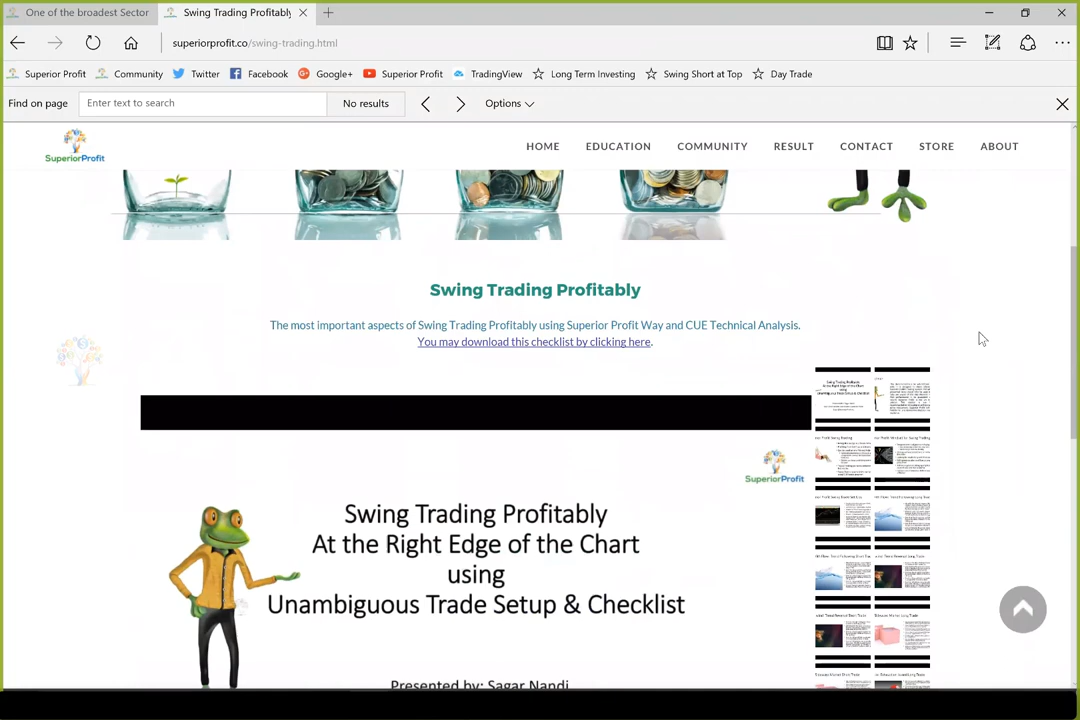 One of the broadest Sector
Swing Trading Profitably
superiorprofit.co/swing-trading.html
Superior Profit Community Twitter Facebook Google+ Superior Profit TradingView Long Term Investing Swing Short at Top Day Trade
Find on page Enter text to search No results Options
SuperiorProfit HOME EDUCATION COMMUNITY RESULT CONTACT STORE ABOUT
Swing Trading Profitably
The most important aspects of Swing Trading Profitably using Superior Profit Way and CUE Technical Analysis.
You may download this checklist by clicking here.
SuperiorProfit
Swing Trading Profitably
At the Right Edge of the Chart
using
Unambiguous Trade Setup & Checklist
Presented by: Sagar Nandi